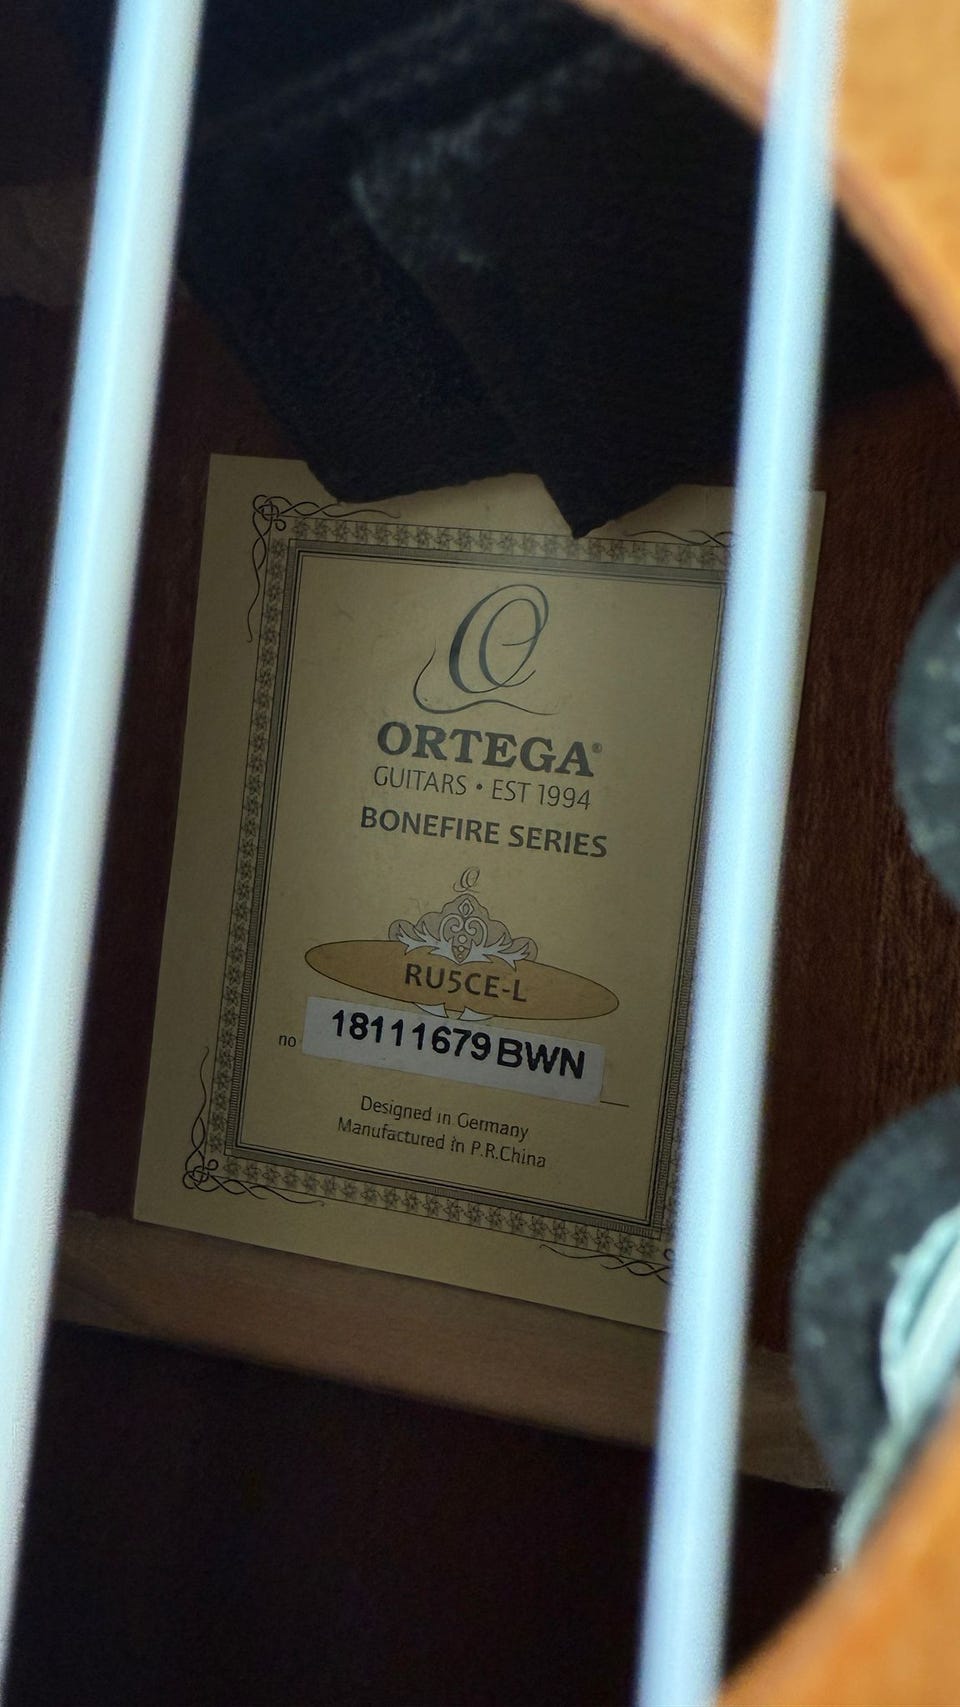 ORTEGA®
GUITARS • EST 1994
BONEFIRE SERIES
RU5CE-L
no 18111679 BWN
Designed in Germany
Manufactured in P.R.China